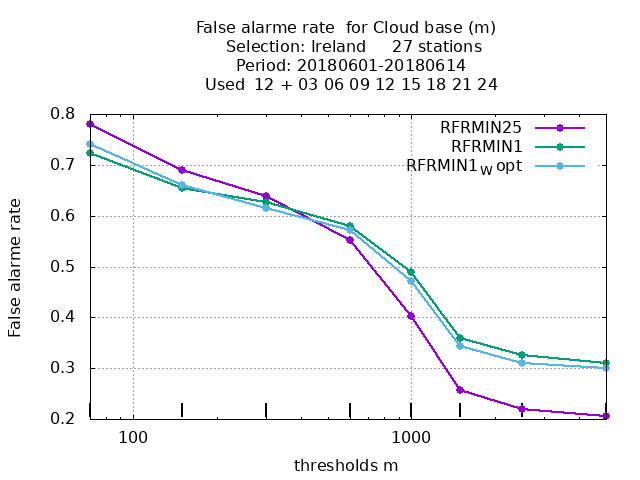 False alarme rate  for Cloud base (m)
Selection: Ireland     27 stations
Period: 20180601-20180614
Used  12 + 03 06 09 12 15 18 21 24
RFRMIN25
RFRMIN1
RFRMIN1W opt
False alarme rate
0.8
0.7
0.6
0.5
0.4
0.3
0.2
100
1000
thresholds m